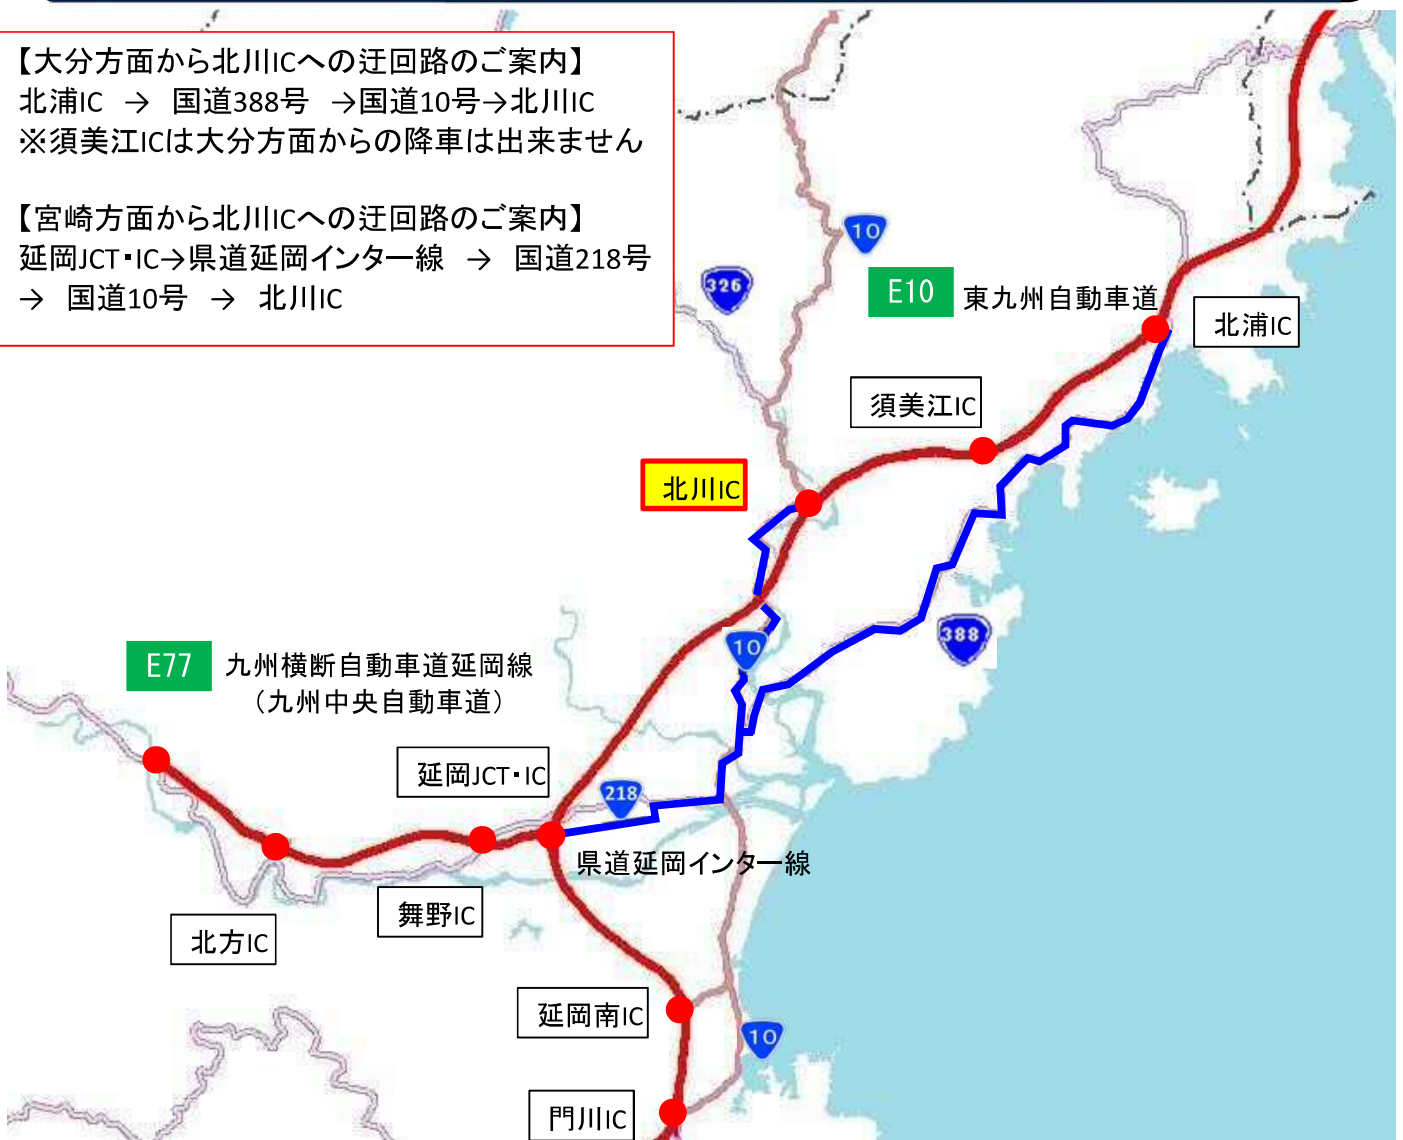 【大分方面から北川ICへの迂回路のご案内】
北浦IC → 国道388号 →国道10号→北川IC
※須美江ICは大分方面からの降車は出来ません
【宮崎方面から北川ICへの迂回路のご案内】
延岡JCT・IC→県道延岡インター線 → 国道218号
→ 国道10号 → 北川IC
10
326
E10 東九州自動車道
北浦IC
須美江IC
北川IC
388
10
E77 九州横断自動車道延岡線
（九州中央自動車道）
延岡JCT・IC
218
県道延岡インター線
舞野IC
北方IC
延岡南IC
10
門川IC